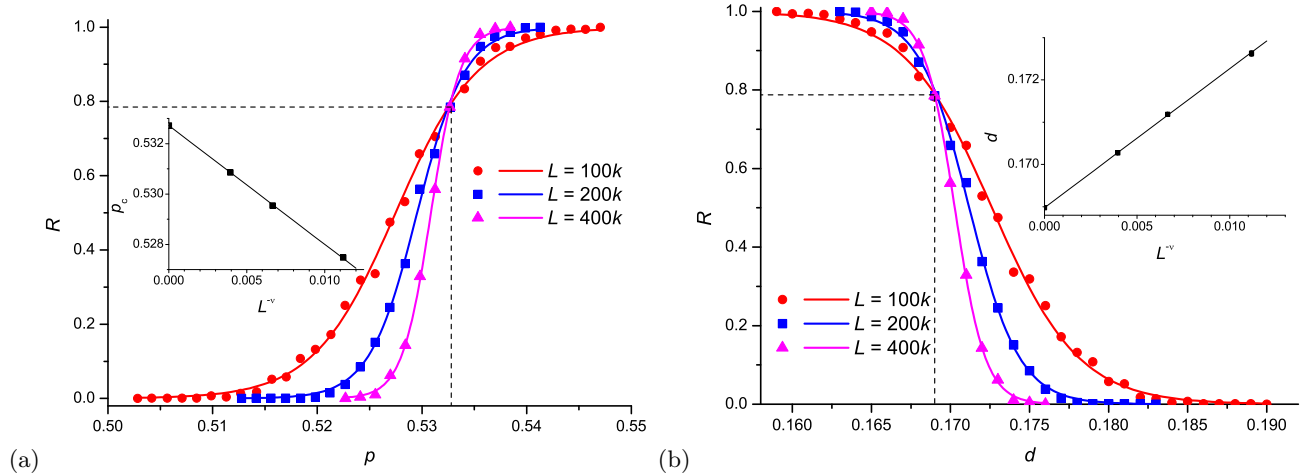 1.0
0.8
0.6
0.4
0.2
0.0
R
0.50
0.51
0.52
0.53
0.54
0.55
p
L = 100k
L = 200k
L = 400k
0.532
0.530
0.528
p_c
0.000
0.006
0.012
L^-ν
(a)
1.0
0.8
0.6
0.4
0.2
0.0
R
0.160
0.165
0.170
0.175
0.180
0.185
0.190
d
L = 100k
L = 200k
L = 400k
0.172
0.170
d
0.000
0.005
0.010
L^-ν
(b)